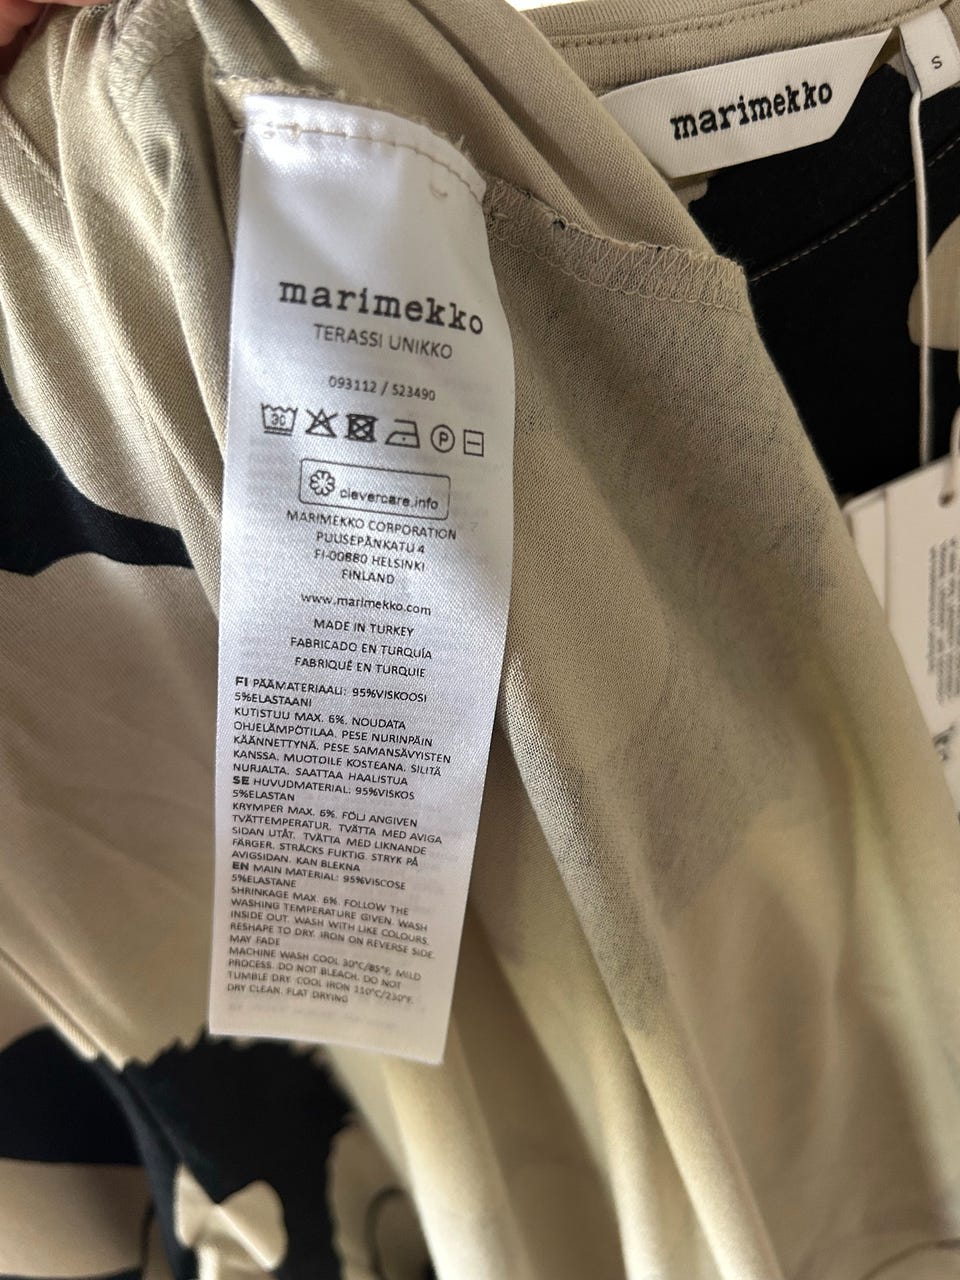 marimekko
S
marimekko
TERASSI UNIKKO
093112 / 523490
30
P
clevercare.info
MARIMEKKO CORPORATION
PUUSEPÄNKATU 4
FI-00880 HELSINKI
FINLAND
www.marimekko.com
MADE IN TURKEY
FABRICADO EN TURQUÍA
FABRIQUÉ EN TURQUIE
FI PÄÄMATERIAALI: 95%VISKOOSI
5%ELASTAANI
KUTISTUU MAX. 6%. NOUDATA
OHJELÄMPÖTILAA. PESE NURINPÄIN
KÄÄNNETTYNÄ. PESE SAMANSÄVYISTEN
KANSSA. MUOTOILE KOSTEANA. SILITÄ
NURJALTA. SAATTAA HAALISTUA
SE HUVUDMATERIAL: 95%VISKOS
5%ELASTAN
KRYMPER MAX. 6%. FÖLJ ANGIVEN
TVÄTTEMPERATUR. TVÄTTA MED AVIGA
SIDAN UTÅT. TVÄTTA MED LIKNANDE
FÄRGER. STRÄCKS FUKTIG. STRYK PÅ
AVIGSIDAN. KAN BLEKNA
EN MAIN MATERIAL: 95%VISCOSE
5%ELASTANE
SHRINKAGE MAX. 6%. FOLLOW THE
WASHING TEMPERATURE GIVEN. WASH
INSIDE OUT. WASH WITH LIKE COLOURS.
RESHAPE TO DRY. IRON ON REVERSE SIDE.
MAY FADE
MACHINE WASH COOL 30°C/85°F, MILD
PROCESS. DO NOT BLEACH. DO NOT
TUMBLE DRY. COOL IRON 110°C/230°F.
DRY CLEAN. FLAT DRYING